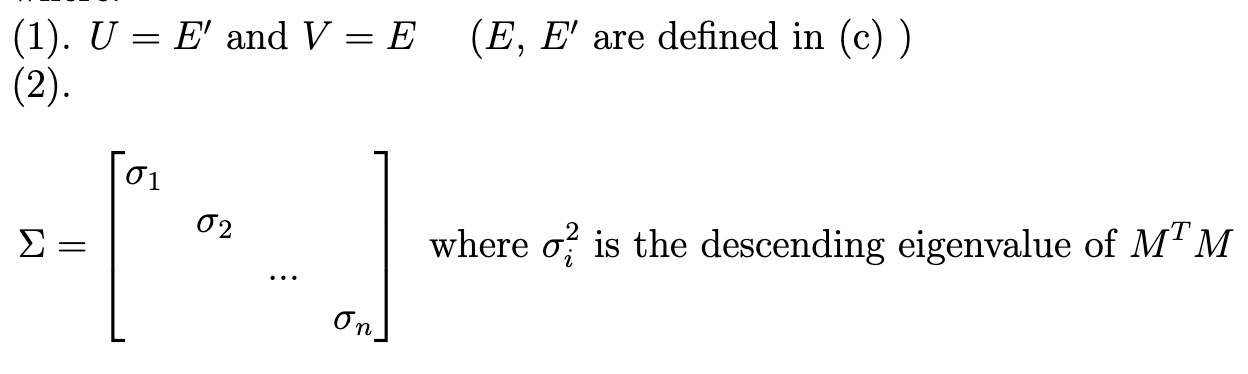 (1). U = E′ and V = E (E, E′ are defined in (c) )
(2).
Σ = [σ₁ σ₂ ... σₙ] where σᵢ² is the descending eigenvalue of MᵀM